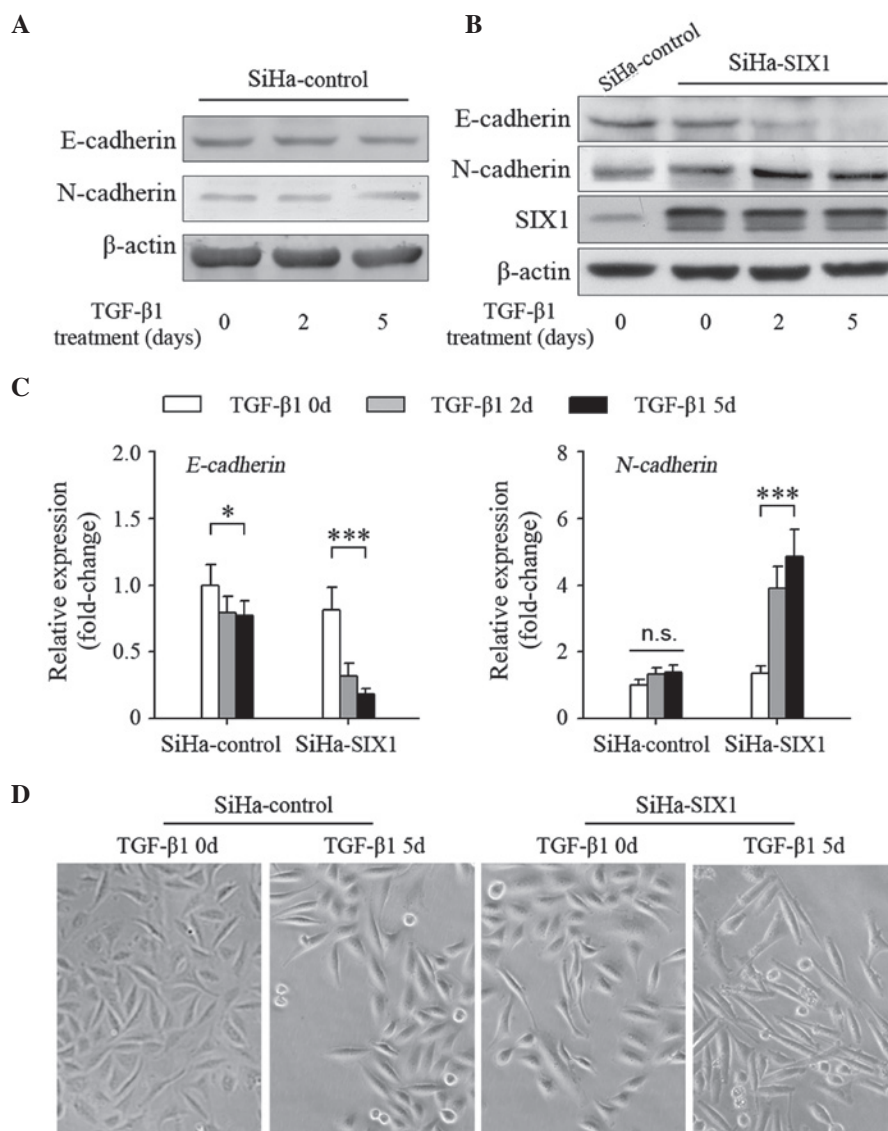 A
SiHa-control
E-cadherin
N-cadherin
β-actin
TGF-β1
treatment (days)
0 2 5
B
SiHa-control
SiHa-SIX1
E-cadherin
N-cadherin
SIX1
β-actin
TGF-β1
treatment (days)
0 0 2 5
C
TGF-β1 0d TGF-β1 2d TGF-β1 5d
E-cadherin
Relative expression
(fold-change)
2.0
1.5
1.0
0.5
0
*
***
SiHa-control SiHa-SIX1
N-cadherin
Relative expression
(fold-change)
8
6
4
2
0
n.s.
***
SiHa-control SiHa-SIX1
D
SiHa-control SiHa-SIX1
TGF-β1 0d TGF-β1 5d TGF-β1 0d TGF-β1 5d